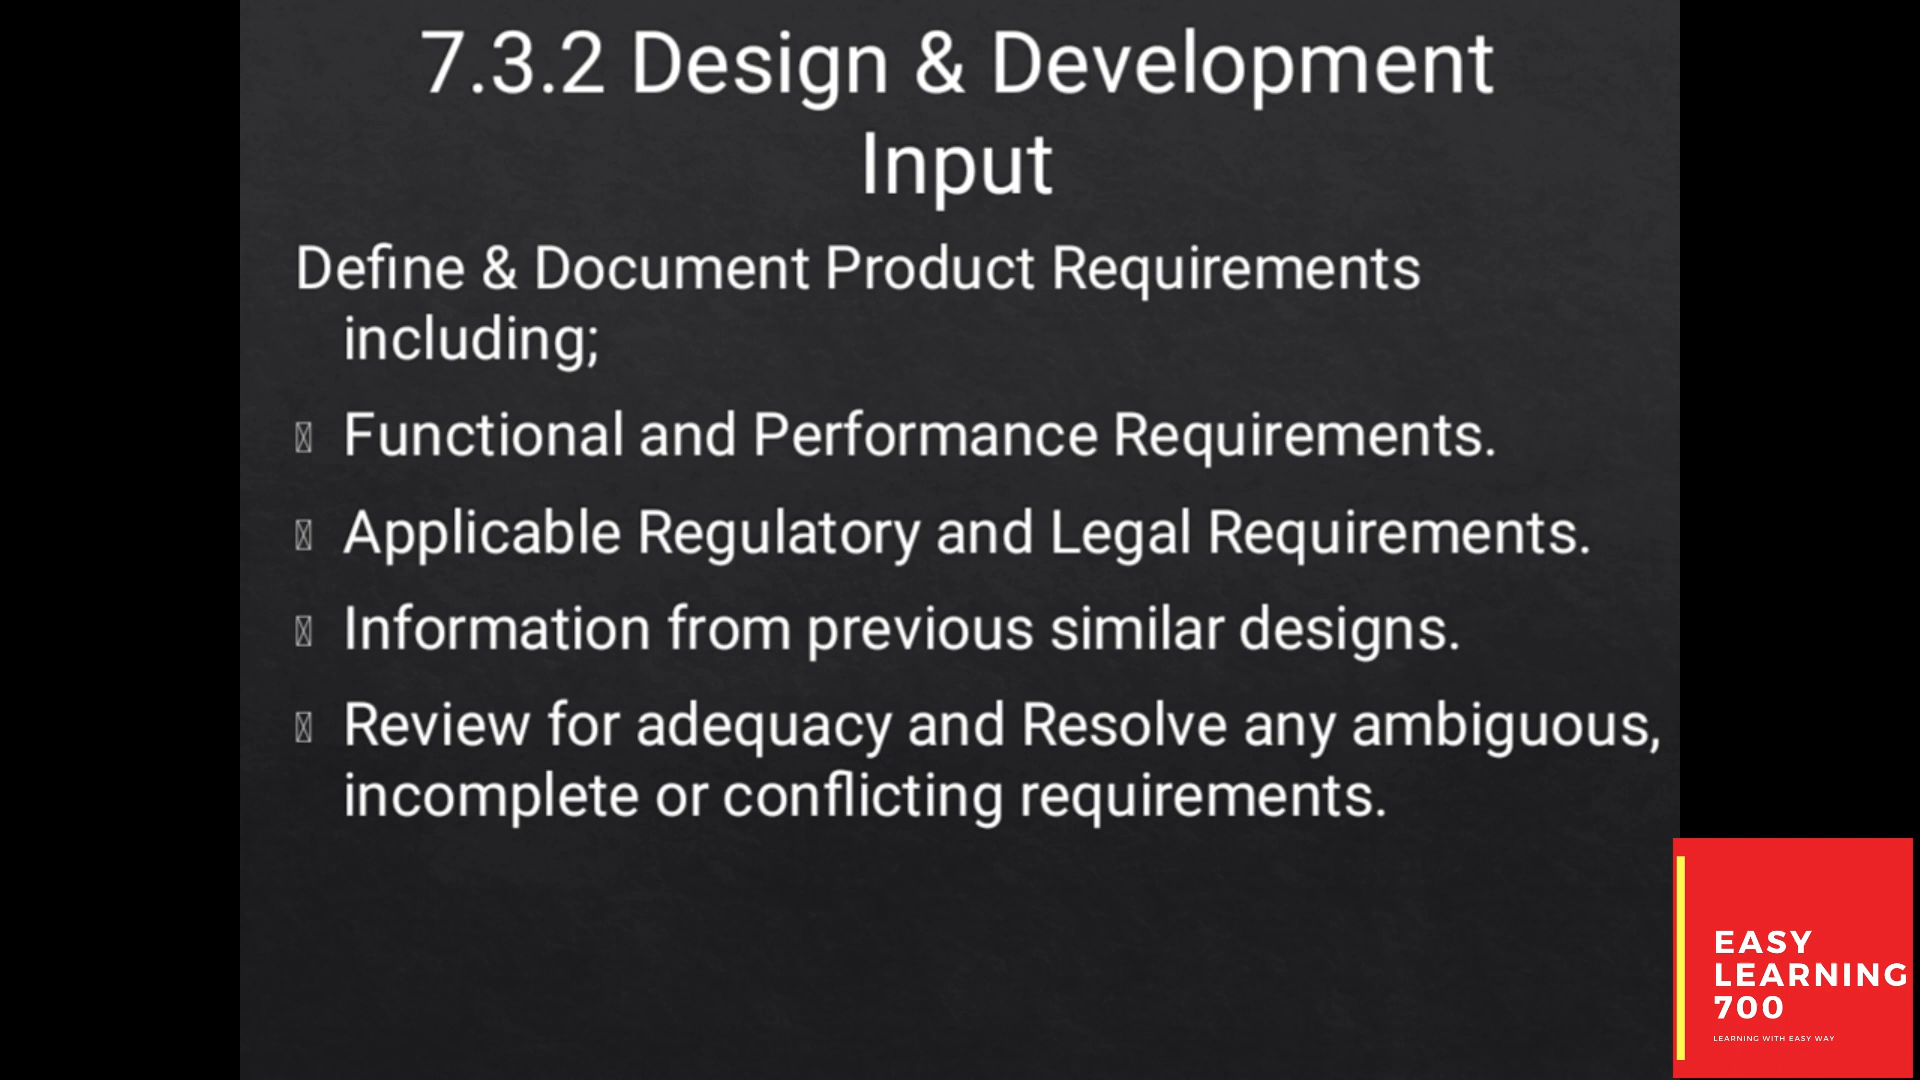 7.3.2 Design & Development
Input
Define & Document Product Requirements
including;
Functional and Performance Requirements.
Applicable Regulatory and Legal Requirements.
Information from previous similar designs.
Review for adequacy and Resolve any ambiguous,
incomplete or conflicting requirements.
EASY
LEARNING
700
LEARNING WITH EASY WAY